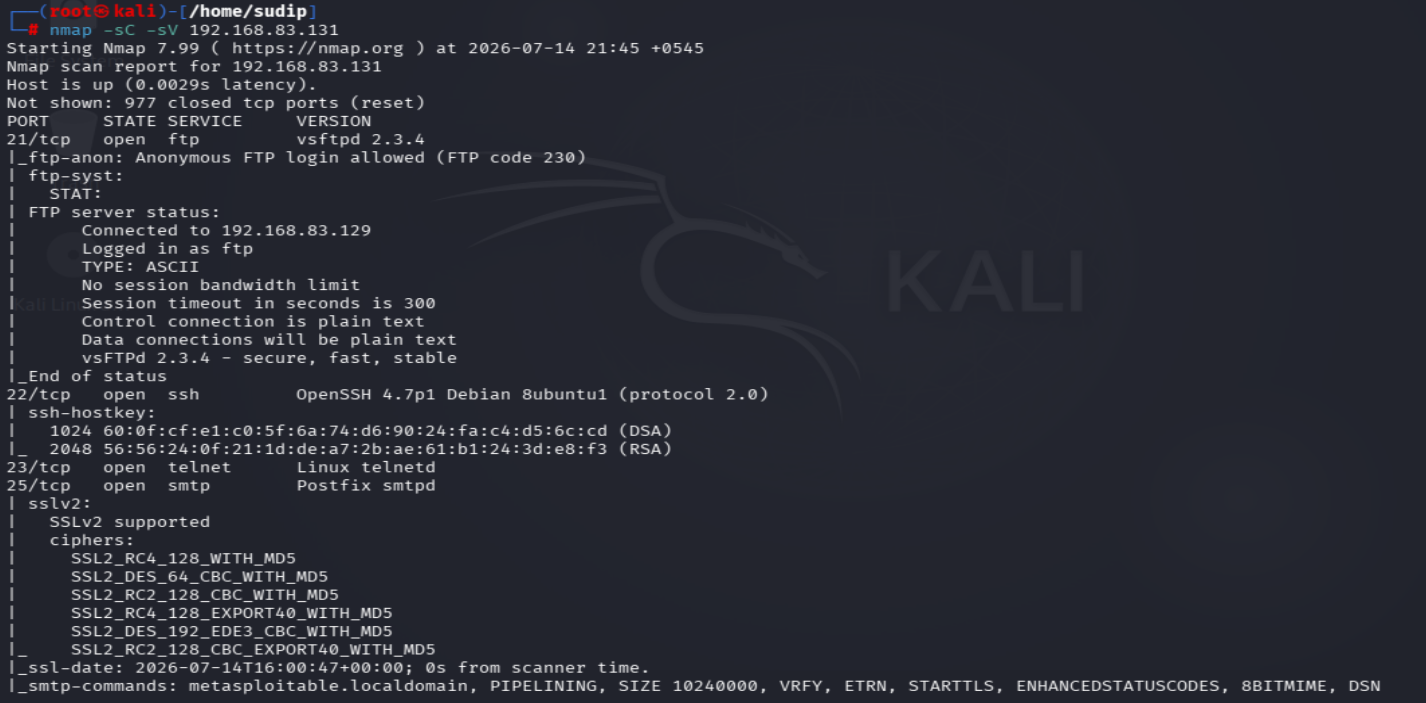 ┌──(root㉿kali)-[/home/sudip]
└─# nmap -sC -sV 192.168.83.131
Starting Nmap 7.99 ( https://nmap.org ) at 2026-07-14 21:45 +0545
Nmap scan report for 192.168.83.131
Host is up (0.0029s latency).
Not shown: 977 closed tcp ports (reset)
PORT     STATE SERVICE     VERSION
21/tcp   open  ftp         vsftpd 2.3.4
|_ftp-anon: Anonymous FTP login allowed (FTP code 230)
| ftp-syst:
|   STAT:
| FTP server status:
|      Connected to 192.168.83.129
|      Logged in as ftp
|      TYPE: ASCII
|      No session bandwidth limit
|      Session timeout in seconds is 300
|      Control connection is plain text
|      Data connections will be plain text
|      vsFTPd 2.3.4 - secure, fast, stable
|_End of status
22/tcp   open  ssh         OpenSSH 4.7p1 Debian 8ubuntu1 (protocol 2.0)
| ssh-hostkey:
|   1024 60:0f:cf:e1:c0:5f:6a:74:d6:90:24:fa:c4:d5:6c:cd (DSA)
|_  2048 56:56:24:0f:21:1d:de:a7:2b:ae:61:b1:24:3d:e8:f3 (RSA)
23/tcp   open  telnet      Linux telnetd
25/tcp   open  smtp        Postfix smtpd
| sslv2:
|   SSLv2 supported
|   ciphers:
|     SSL2_RC4_128_WITH_MD5
|     SSL2_DES_64_CBC_WITH_MD5
|     SSL2_RC2_128_CBC_WITH_MD5
|     SSL2_RC4_128_EXPORT40_WITH_MD5
|     SSL2_DES_192_EDE3_CBC_WITH_MD5
|_    SSL2_RC2_128_CBC_EXPORT40_WITH_MD5
|_ssl-date: 2026-07-14T16:00:47+00:00; 0s from scanner time.
|_smtp-commands: metasploitable.localdomain, PIPELINING, SIZE 10240000, VRFY, ETRN, STARTTLS, ENHANCEDSTATUSCODES, 8BITMIME, DSN
KALI